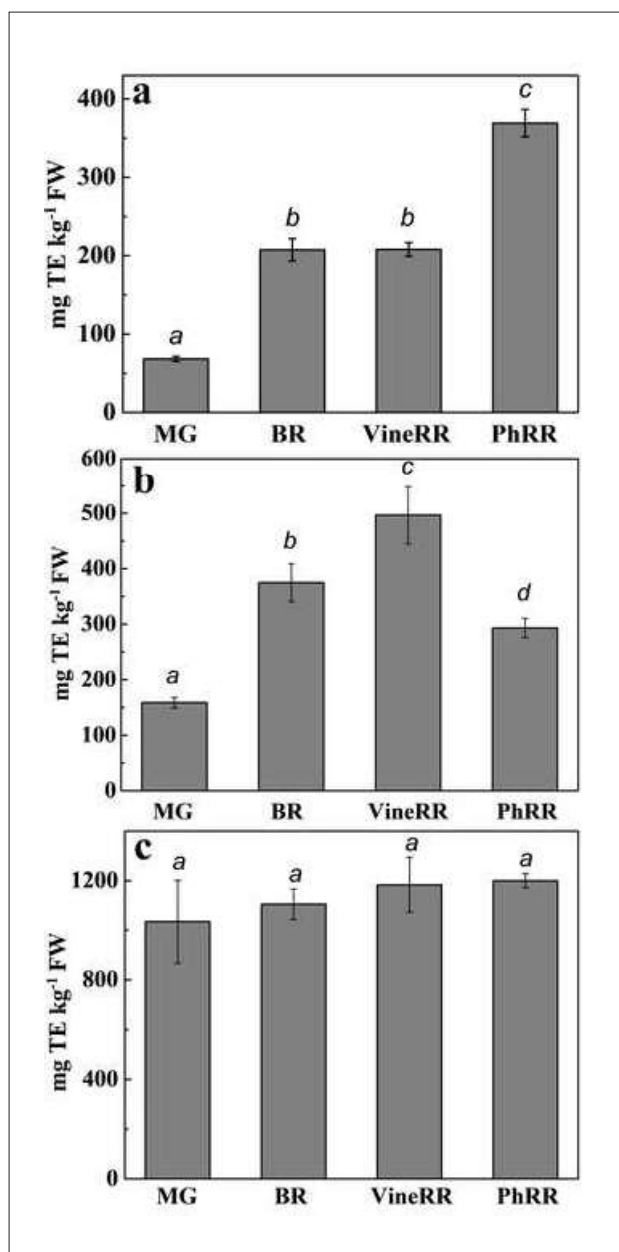 a
c
400
300
b
b
200
mg TE kg⁻¹ FW
100
a
0
MG BR VineRR PhRR
600
b
c
500
b
400
d
300
mg TE kg⁻¹ FW
a
200
100
0
MG BR VineRR PhRR
c
a
a
a
a
1200
800
mg TE kg⁻¹ FW
400
0
MG BR VineRR PhRR